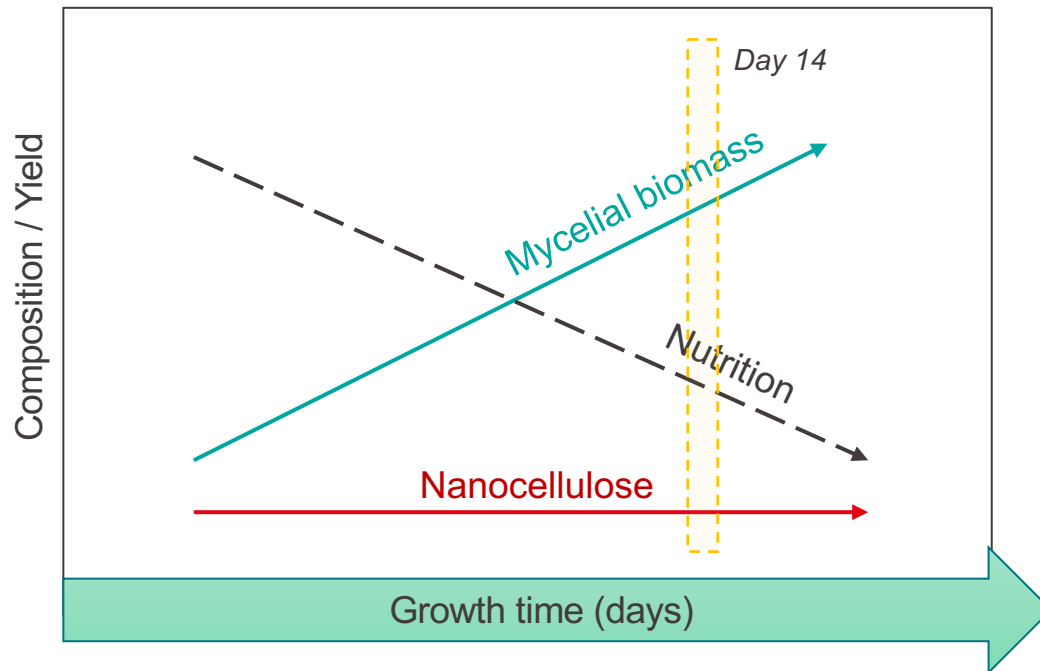 Day 14
Composition / Yield
Mycelial biomass
Nutrition
Nanocellulose
Growth time (days)